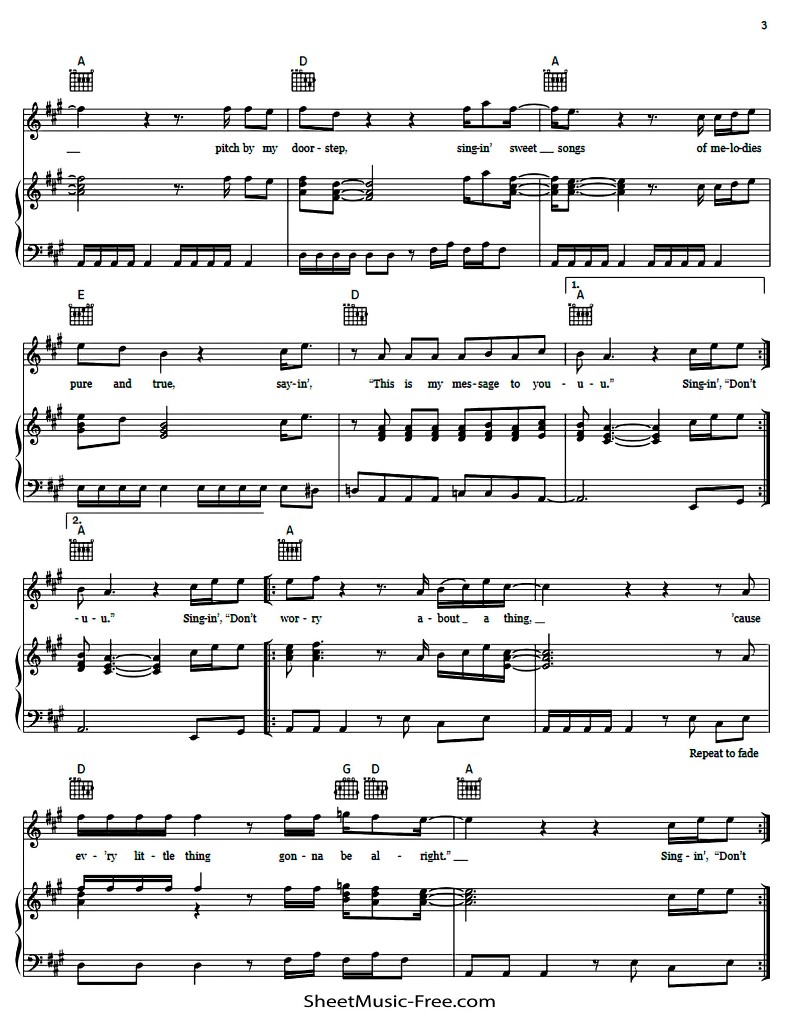 3
A D A
pitch by my door - step, sing-in' sweet songs of me-lo-dies
E D 1. A
pure and true, say-in', "This is my mes-sage to you - u - u." Sing-in', "Don't
2.
A A
- u - u." Sing-in', "Don't wor - ry a - bout a thing, 'cause
Repeat to fade
D G D A
ev - 'ry lit - tle thing gon - na be al - right." Sing - in', "Don't
SheetMusic-Free.com